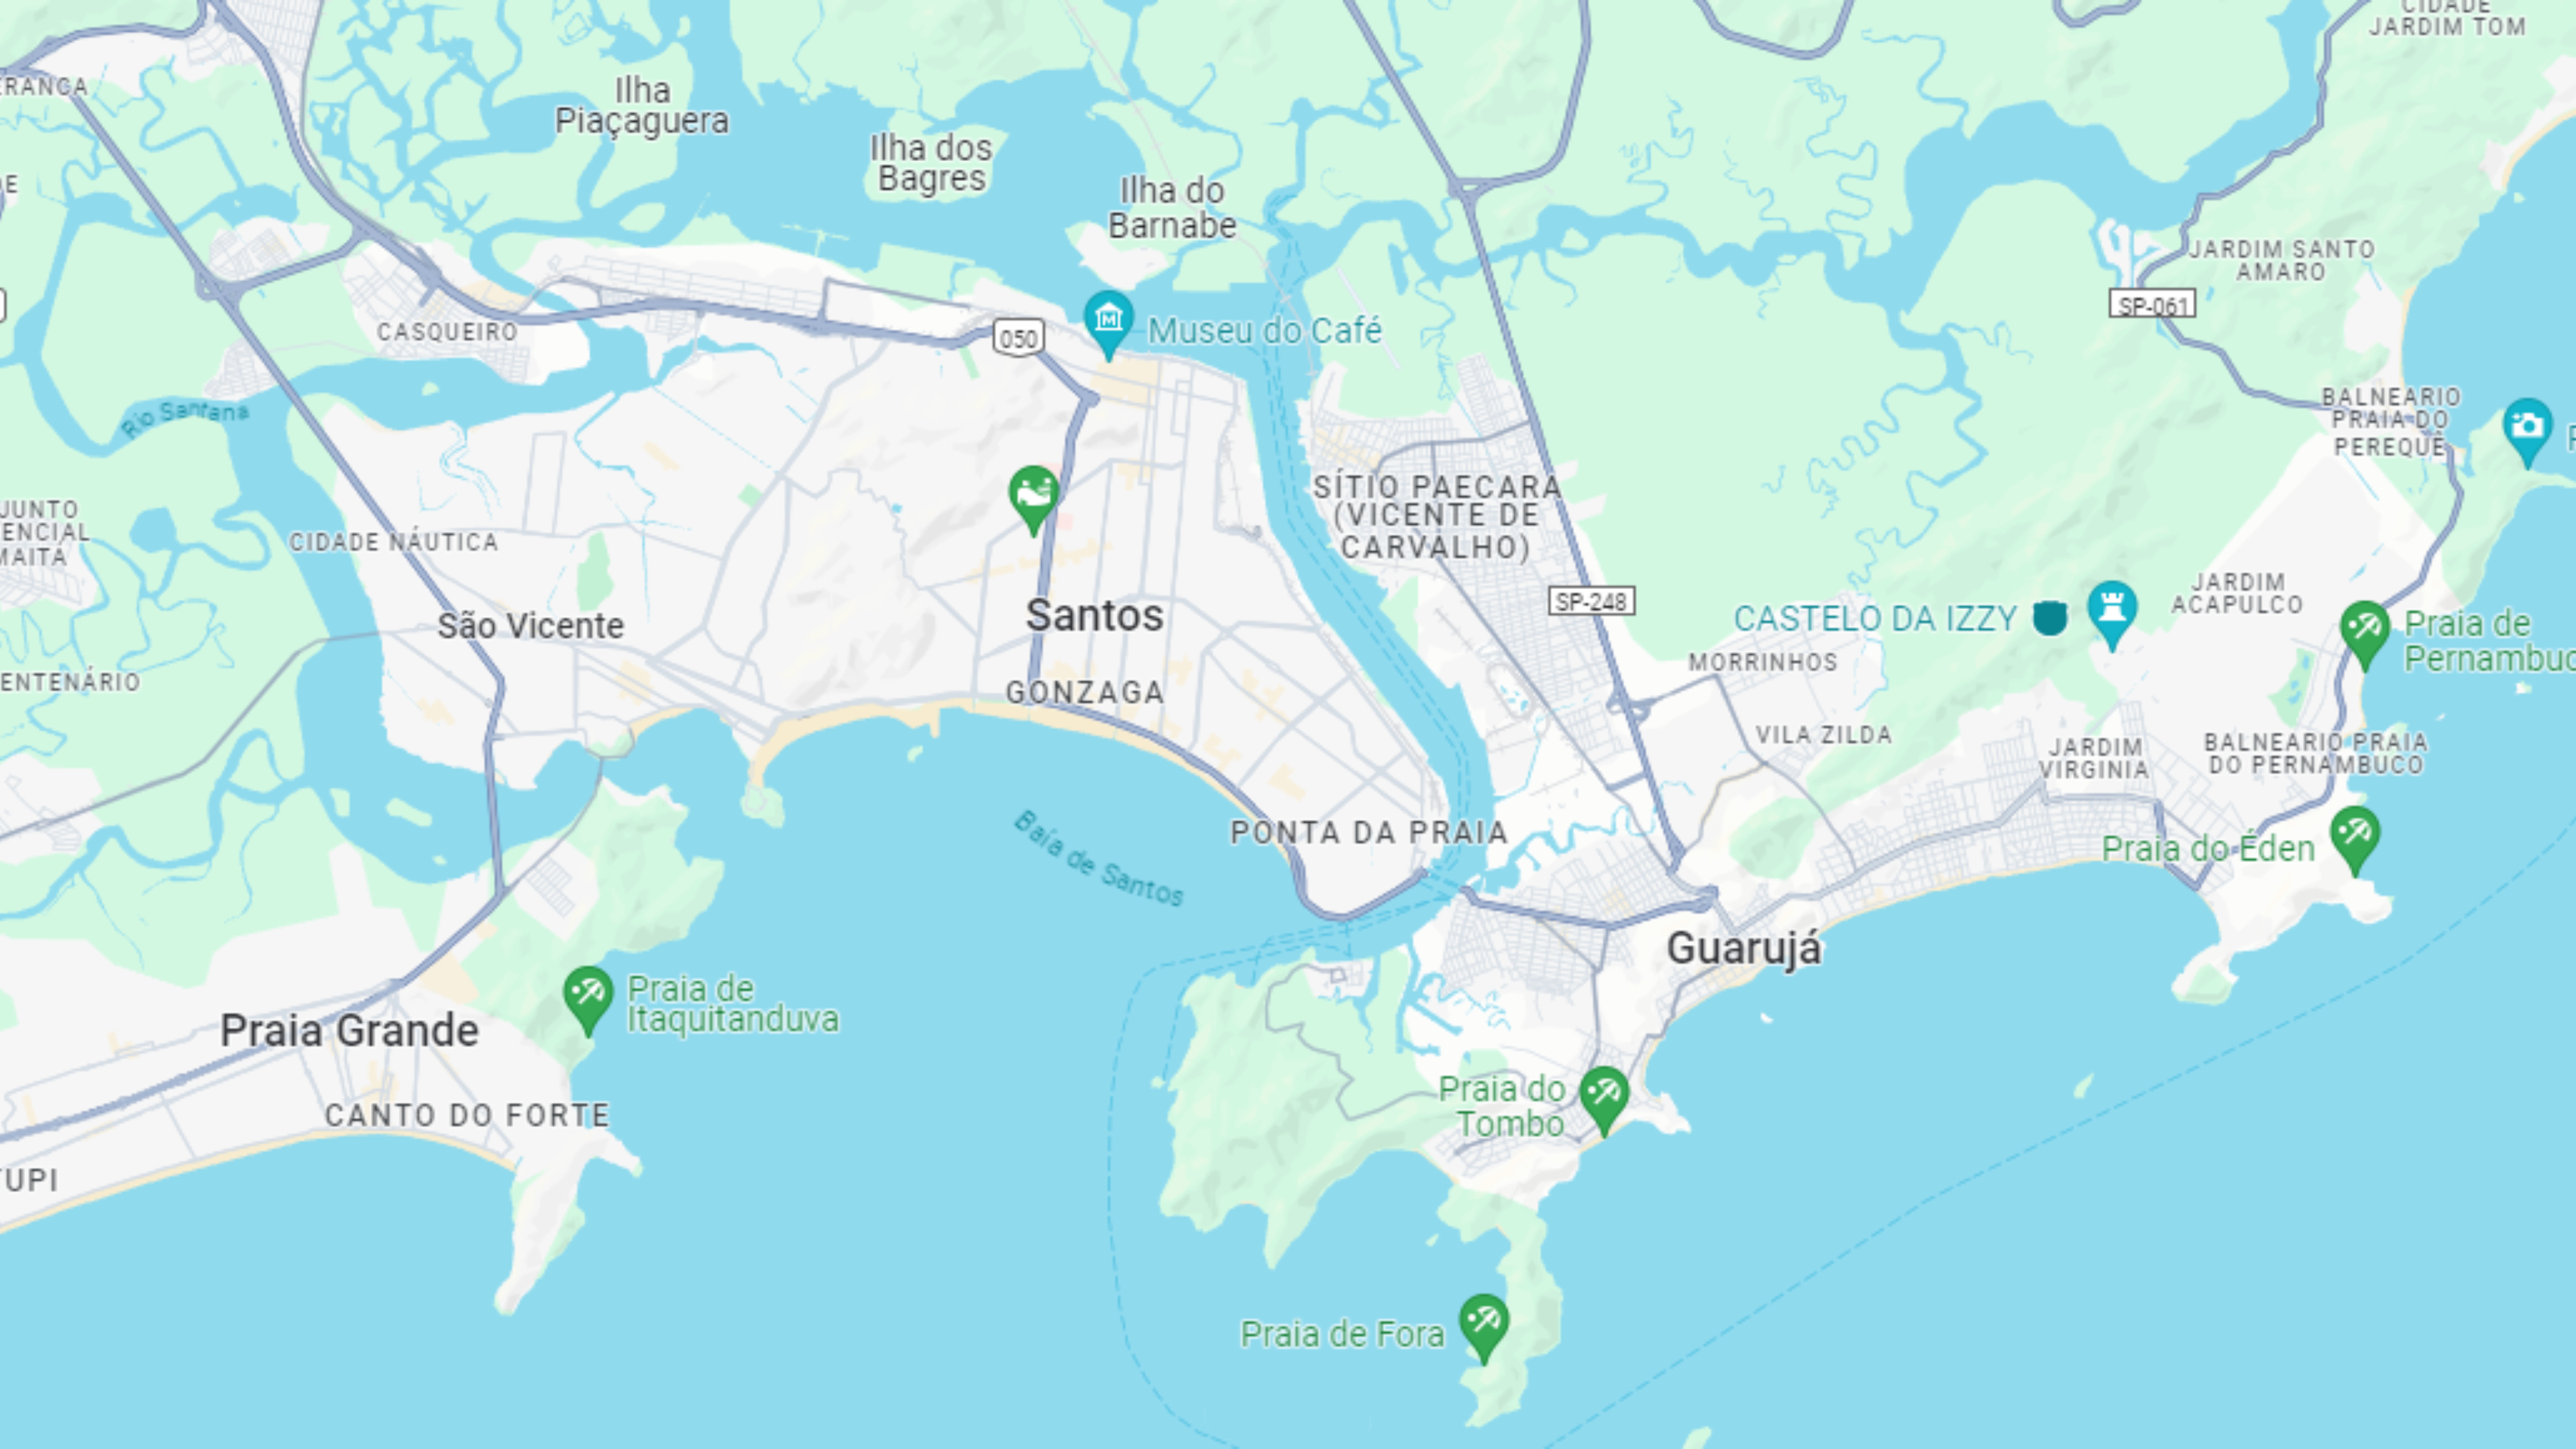 CIDADE
JARDIM TOM
Ilha
Piaçaguera
Ilha dos
Bagres
Ilha do
Barnabe
JARDIM SANTO
AMARO
SP-061
CASQUEIRO
050
Museu do Café
Rio Santana
BALNEARIO
PRAIA DO
PEREQUE
SÍTIO PAECARA
(VICENTE DE
CARVALHO)
CIDADE NÁUTICA
SP-248
JARDIM
ACAPULCO
São Vicente
Santos
CASTELO DA IZZY
Praia de
MORRINHOS
GONZAGA
VILA ZILDA
JARDIM
VIRGINIA
BALNEARIO PRAIA
DO PERNAMBUCO
PONTA DA PRAIA
Baía de Santos
Praia do Éden
Guarujá
Praia de
Itaquitanduva
Praia Grande
CANTO DO FORTE
Praia do
Tombo
Praia de Fora